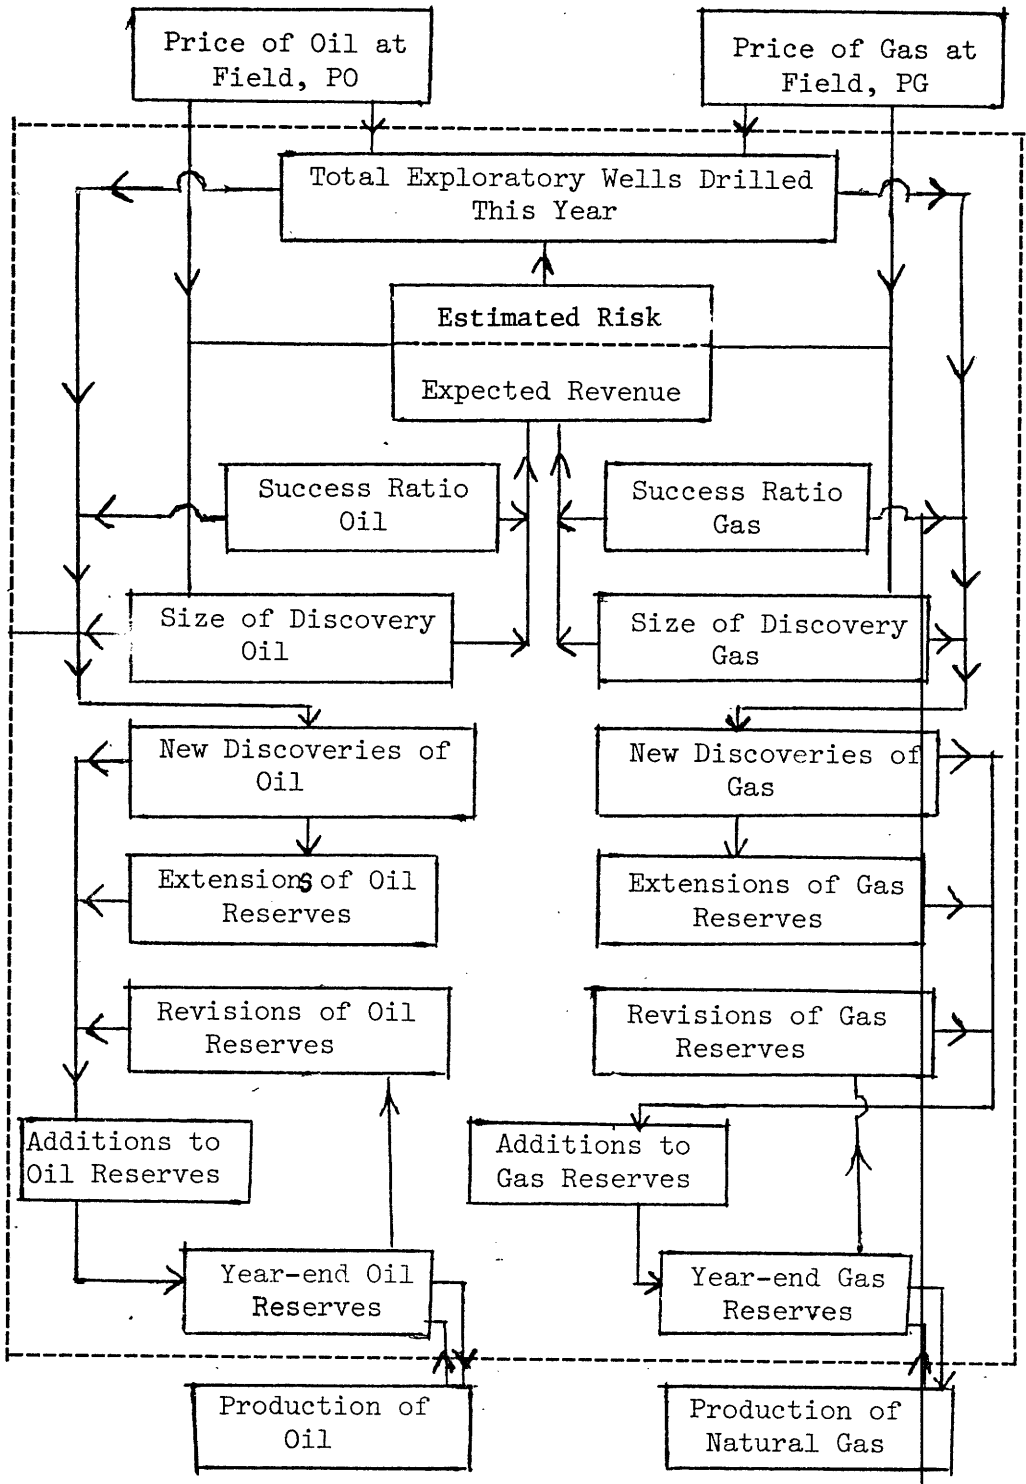 Price of Oil at
Field, PO
Price of Gas at
Field, PG
Total Exploratory Wells Drilled
This Year
Estimated Risk
Expected Revenue
Success Ratio
Oil
Success Ratio
Gas
Size of Discovery
Oil
Size of Discovery
Gas
New Discoveries of
Oil
New Discoveries of
Gas
Extensions of Oil
Reserves
Extensions of Gas
Reserves
Revisions of Oil
Reserves
Revisions of Gas
Reserves
Additions to
Oil Reserves
Additions to
Gas Reserves
Year-end Oil
Reserves
Year-end Gas
Reserves
Production of
Oil
Production of
Natural Gas